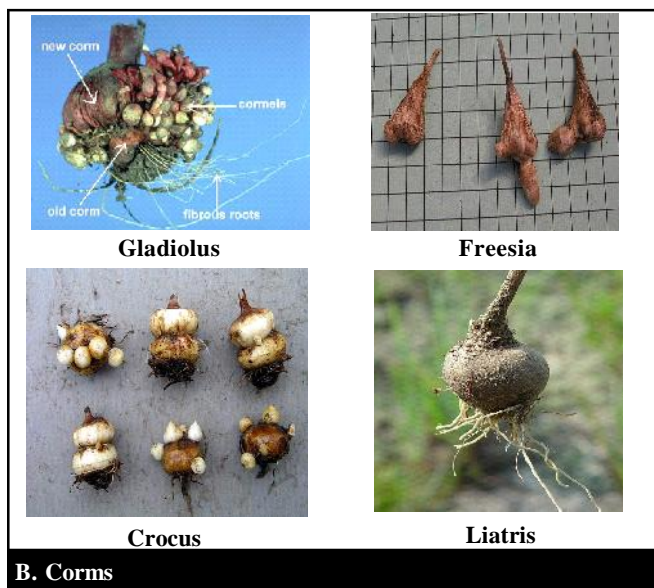 new corm
cormels
old corm
fibrous roots
Gladiolus
Freesia
Crocus
Liatris
B. Corms